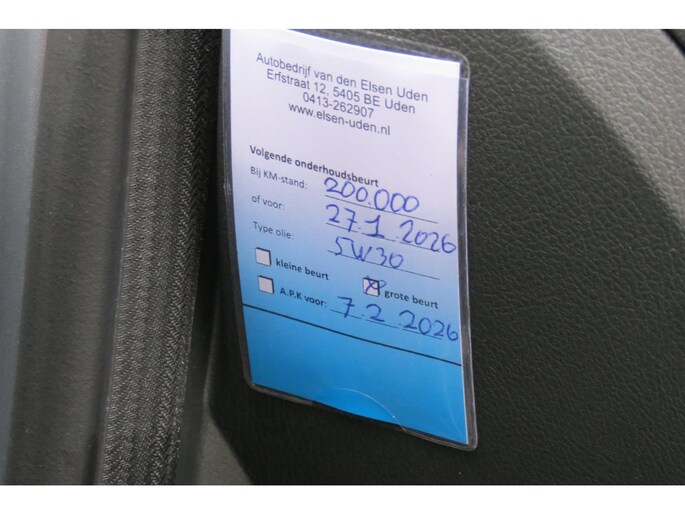 Autobedrijf van den Elsen Uden
Erfstraat 12, 5405 BE Uden
0413-262907
www.elsen-uden.nl
Volgende onderhoudsbeurt
Bij KM-stand: 200.000
of voor: 27.1.2026
Type olie: 5W30
kleine beurt grote beurt
A.P.K voor: 7.2.2026